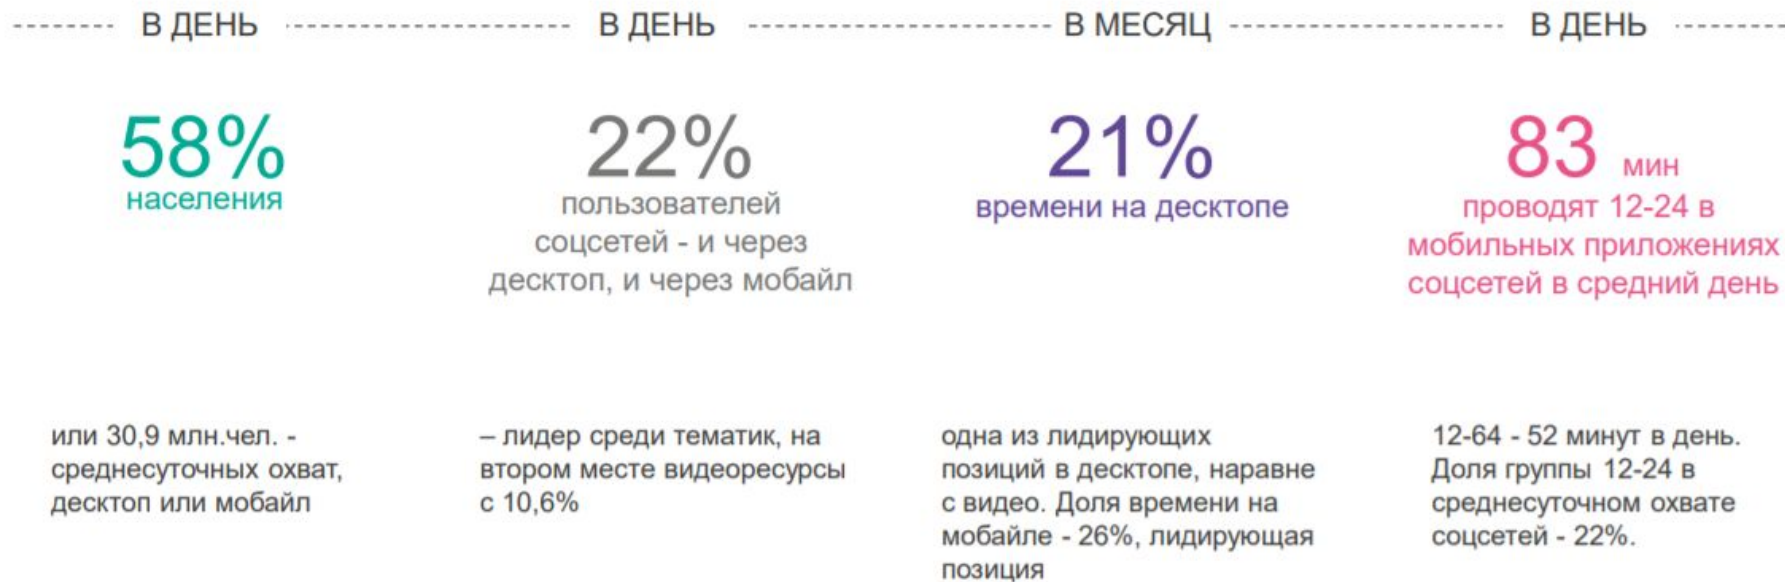 В ДЕНЬ
58%
населения
или 30,9 млн.чел. -
среднесуточных охват,
десктоп или мобайл
В ДЕНЬ
22%
пользователей
соцсетей - и через
десктоп, и через мобайл
– лидер среди тематик, на
втором месте видеоресурсы
с 10,6%
В МЕСЯЦ
21%
времени на десктопе
одна из лидирующих
позиций в десктопе, наравне
с видео. Доля времени на
мобайле - 26%, лидирующая
позиция
В ДЕНЬ
83 мин
проводят 12-24 в
мобильных приложениях
соцсетей в средний день
12-64 - 52 минут в день.
Доля группы 12-24 в
среднесуточном охвате
соцсетей - 22%.